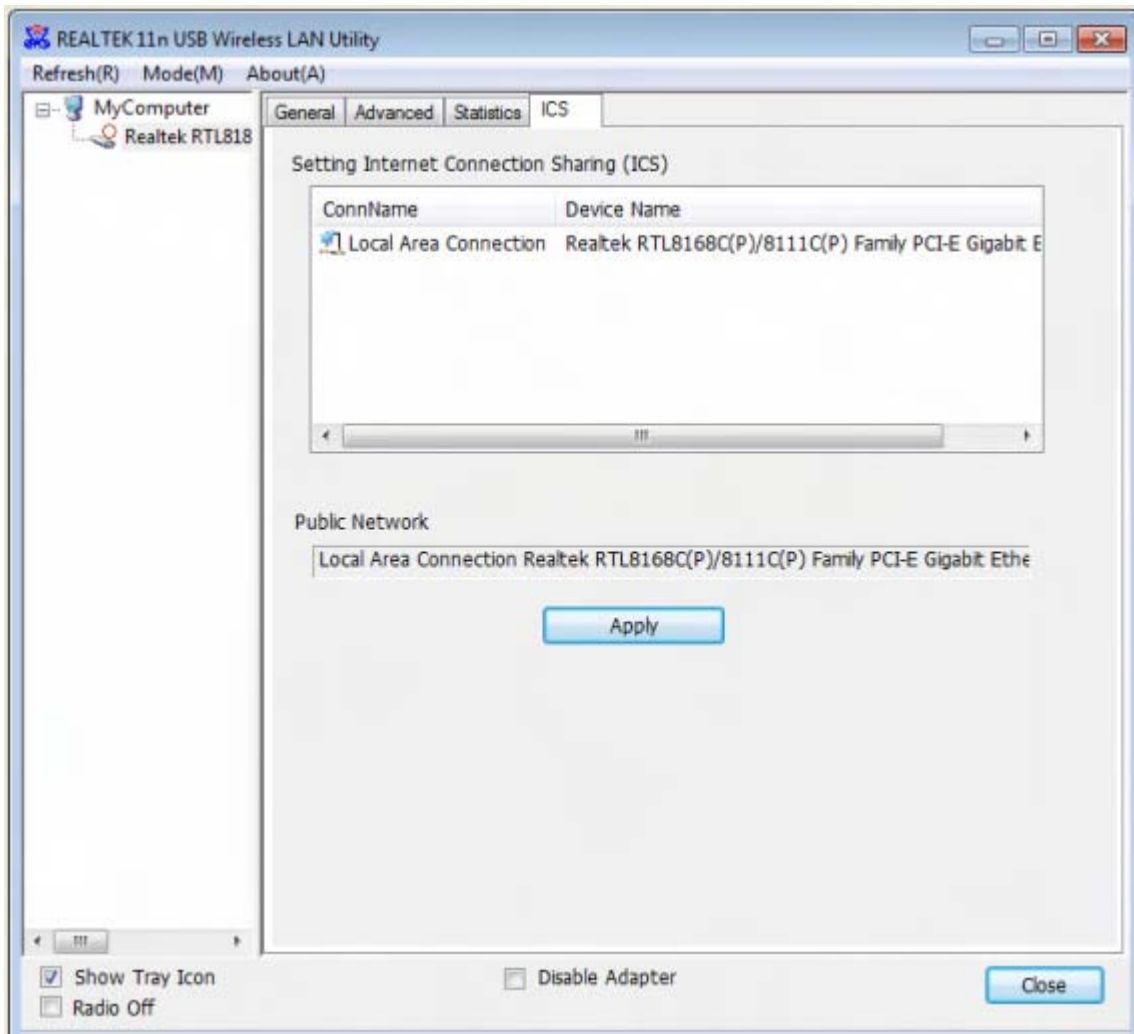 REALTEK 11n USB Wireless LAN Utility
Refresh(R) Mode(M) About(A)
MyComputer
Realtek RTL818
General Advanced Statistics ICS
Setting Internet Connection Sharing (ICS)
ConnName Device Name
Local Area Connection Realtek RTL8168C(P)/8111C(P) Family PCI-E Gigabit E
Public Network
Local Area Connection Realtek RTL8168C(P)/8111C(P) Family PCI-E Gigabit Ethe
Apply
Show Tray Icon
Radio Off
Disable Adapter
Close